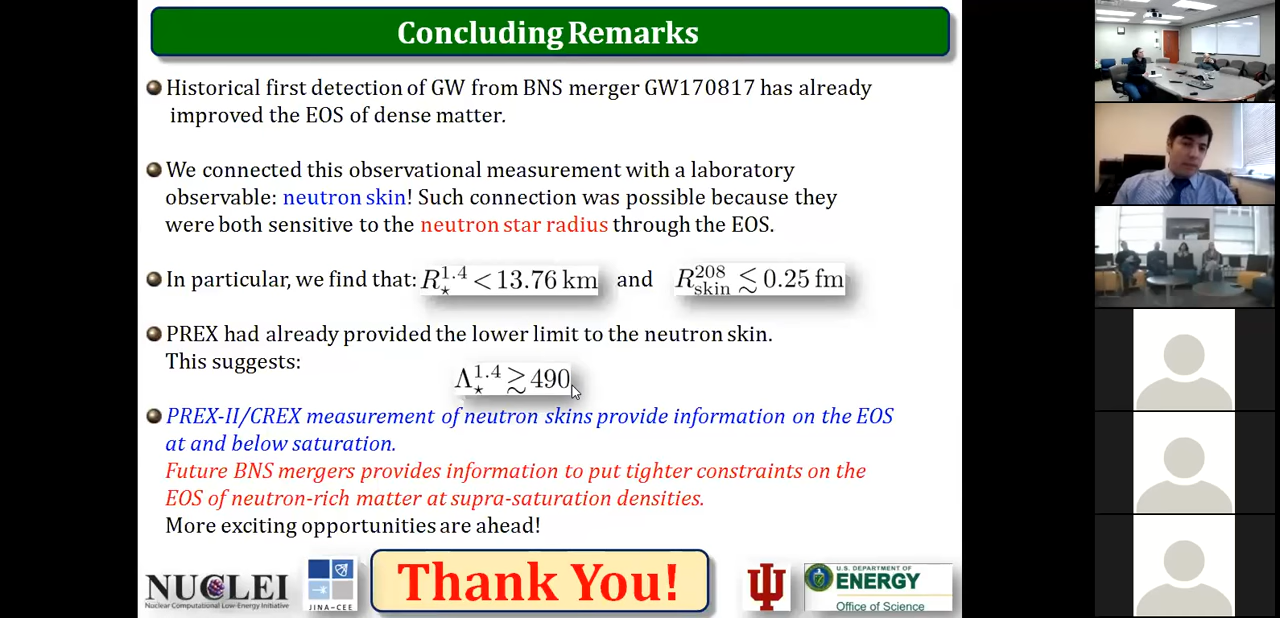 Concluding Remarks
Historical first detection of GW from BNS merger GW170817 has already
improved the EOS of dense matter.
We connected this observational measurement with a laboratory
observable: neutron skin! Such connection was possible because they
were both sensitive to the neutron star radius through the EOS.
In particular, we find that: R⋆^1.4 < 13.76 km and R_skin^208 ≲ 0.25 fm
PREX had already provided the lower limit to the neutron skin.
This suggests:
Λ⋆^1.4 ≳ 490
PREX-II/CREX measurement of neutron skins provide information on the EOS
at and below saturation.
Future BNS mergers provides information to put tighter constraints on the
EOS of neutron-rich matter at supra-saturation densities.
More exciting opportunities are ahead!
NUCLEI
Nuclear Computational Low-Energy Initiative
JINA-CEE
Thank You!
U.S. DEPARTMENT OF
ENERGY
Office of Science